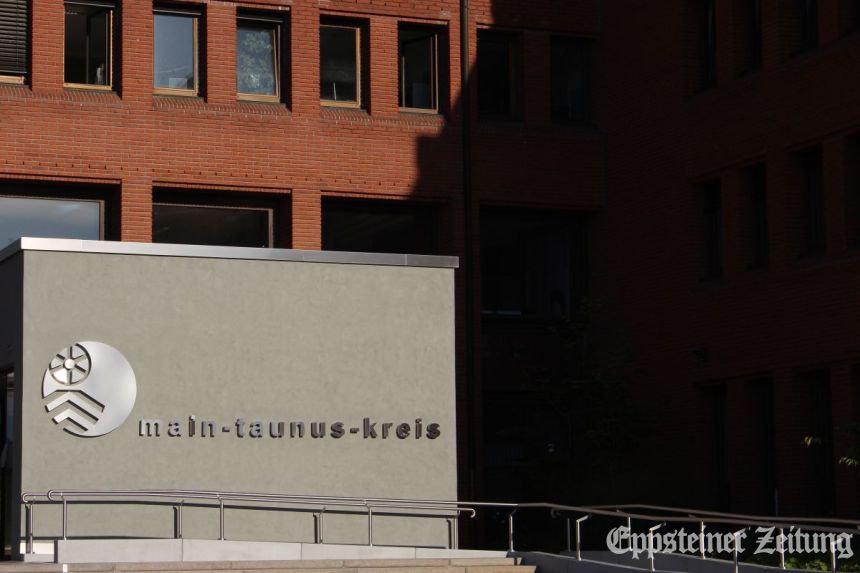 main-taunus-kreis
Eppsteiner Zeitung